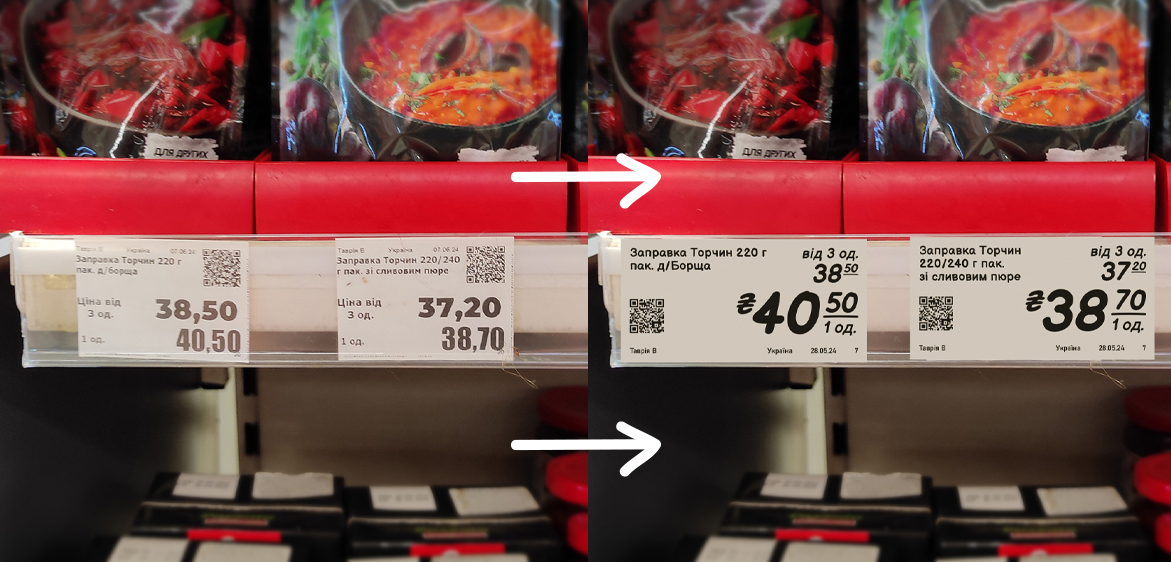 ДЛЯ ДРУГИХ
ДЛЯ ДРУГИХ
Таврія В Україна 07.06.24
Заправка Торчин 220 г
пак. д/борща
Ціна від
3 од.
38,50
1 од.
40,50
Таврія В Україна 07.06.24
Заправка Торчин 220/240
г пак. зі сливовим пюре
Ціна від
3 од.
37,20
1 од.
38,70
Заправка Торчин 220 г
пак. д/Борща
від 3 од.
38 50
₴40 50
1 од.
Таврія В Україна 28.05.24 7
Заправка Торчин
220/240 г пак.
зі сливовим пюре
від 3 од.
37 20
₴38 70
1 од.
Таврія В Україна 28.05.24 7